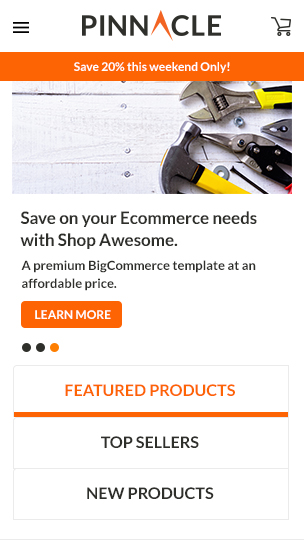 PINNACLE
Save 20% this weekend Only!
Save on your Ecommerce needs
with Shop Awesome.
A premium BigCommerce template at an
affordable price.
LEARN MORE
FEATURED PRODUCTS
TOP SELLERS
NEW PRODUCTS